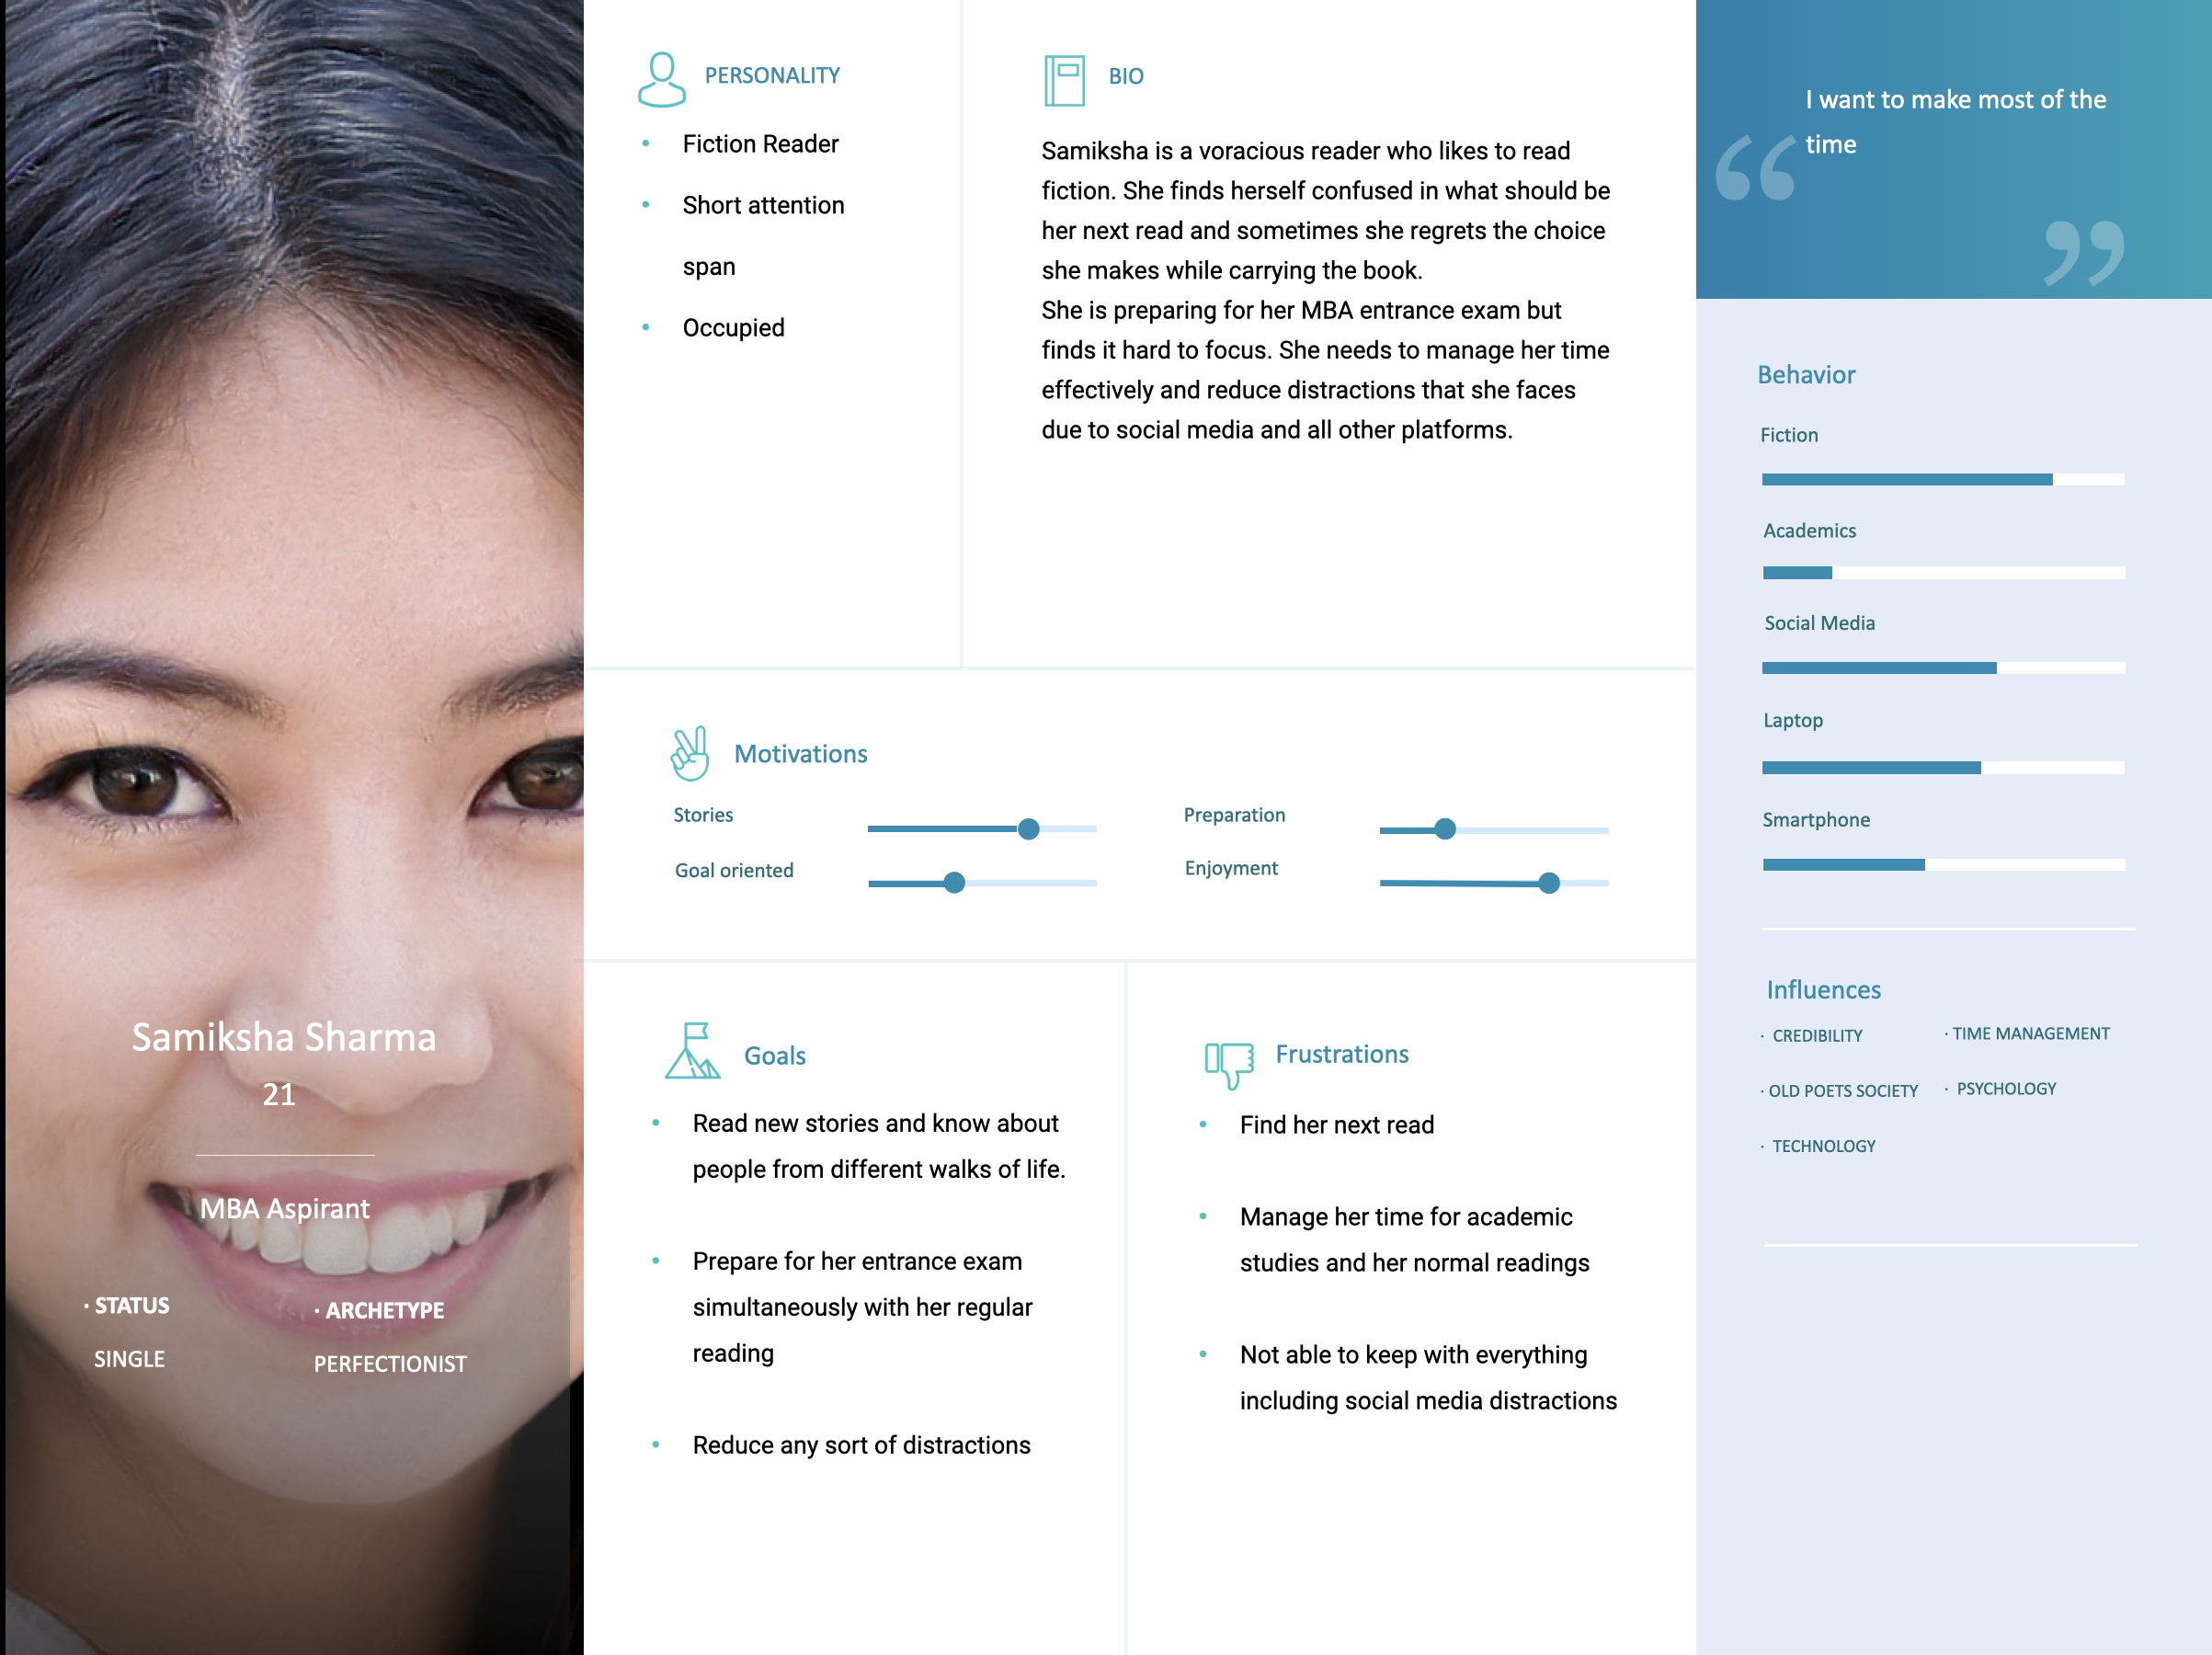 Samiksha Sharma
21
MBA Aspirant
· STATUS
SINGLE
· ARCHETYPE
PERFECTIONIST
PERSONALITY
• Fiction Reader
• Short attention
span
• Occupied
BIO
Samiksha is a voracious reader who likes to read
fiction. She finds herself confused in what should be
her next read and sometimes she regrets the choice
she makes while carrying the book.
She is preparing for her MBA entrance exam but
finds it hard to focus. She needs to manage her time
effectively and reduce distractions that she faces
due to social media and all other platforms.
Motivations
Stories
Goal oriented
Preparation
Enjoyment
Goals
• Read new stories and know about
people from different walks of life.
• Prepare for her entrance exam
simultaneously with her regular
reading
• Reduce any sort of distractions
Frustrations
• Find her next read
• Manage her time for academic
studies and her normal readings
• Not able to keep with everything
including social media distractions
“
I want to make most of the
time
”
Behavior
Fiction
Academics
Social Media
Laptop
Smartphone
Influences
· CREDIBILITY
· OLD POETS SOCIETY
· TECHNOLOGY
· TIME MANAGEMENT
· PSYCHOLOGY